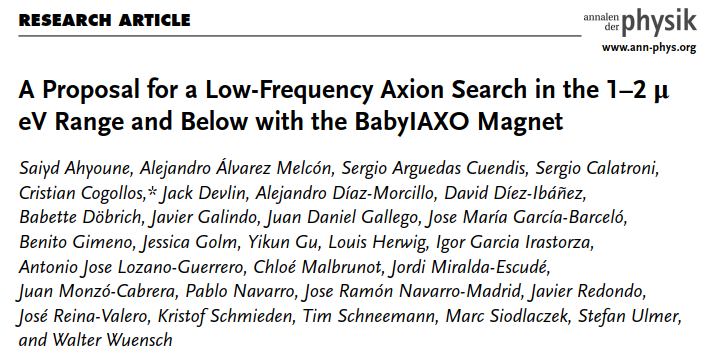 RESEARCH ARTICLE
annalen der physik
www.ann-phys.org
A Proposal for a Low-Frequency Axion Search in the 1–2 μ
eV Range and Below with the BabyIAXO Magnet
Saiyd Ahyoune, Alejandro Álvarez Melcón, Sergio Arguedas Cuendis, Sergio Calatroni,
Cristian Cogollos,* Jack Devlin, Alejandro Díaz-Morcillo, David Díez-Ibáñez,
Babette Döbrich, Javier Galindo, Juan Daniel Gallego, Jose María García-Barceló,
Benito Gimeno, Jessica Golm, Yikun Gu, Louis Herwig, Igor Garcia Irastorza,
Antonio Jose Lozano-Guerrero, Chloé Malbrunot, Jordi Miralda-Escudé,
Juan Monzó-Cabrera, Pablo Navarro, Jose Ramón Navarro-Madrid, Javier Redondo,
José Reina-Valero, Kristof Schmieden, Tim Schneemann, Marc Siodlaczek, Stefan Ulmer,
and Walter Wuensch